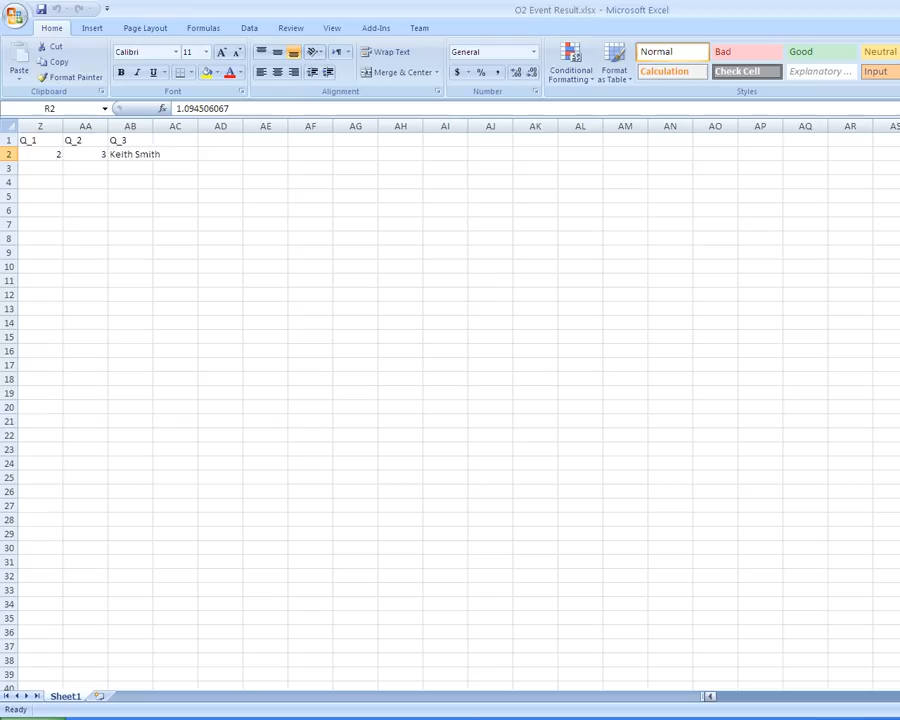 O2 Event Result.xlsx - Microsoft Excel
Home Insert Page Layout Formulas Data Review View Add-Ins Team
Paste
Cut
Copy
Format Painter
Clipboard
Calibri 11 A A
B I U A
Font
Wrap Text
Merge & Center
Alignment
General
$ % , .00 .0
Number
Conditional Formatting
Format as Table
Normal Bad Good Neutral
Calculation Check Cell Explanatory ... Input
Styles
R2 fx 1.094506067
Z AA AB AC AD AE AF AG AH AI AJ AK AL AM AN AO AP AQ AR AS
1 Q_1 Q_2 Q_3
2 2 3 Keith Smith
3
4
5
6
7
8
9
10
11
12
13
14
15
16
17
18
19
20
21
22
23
24
25
26
27
28
29
30
31
32
33
34
35
36
37
38
39
40
Sheet1
Ready